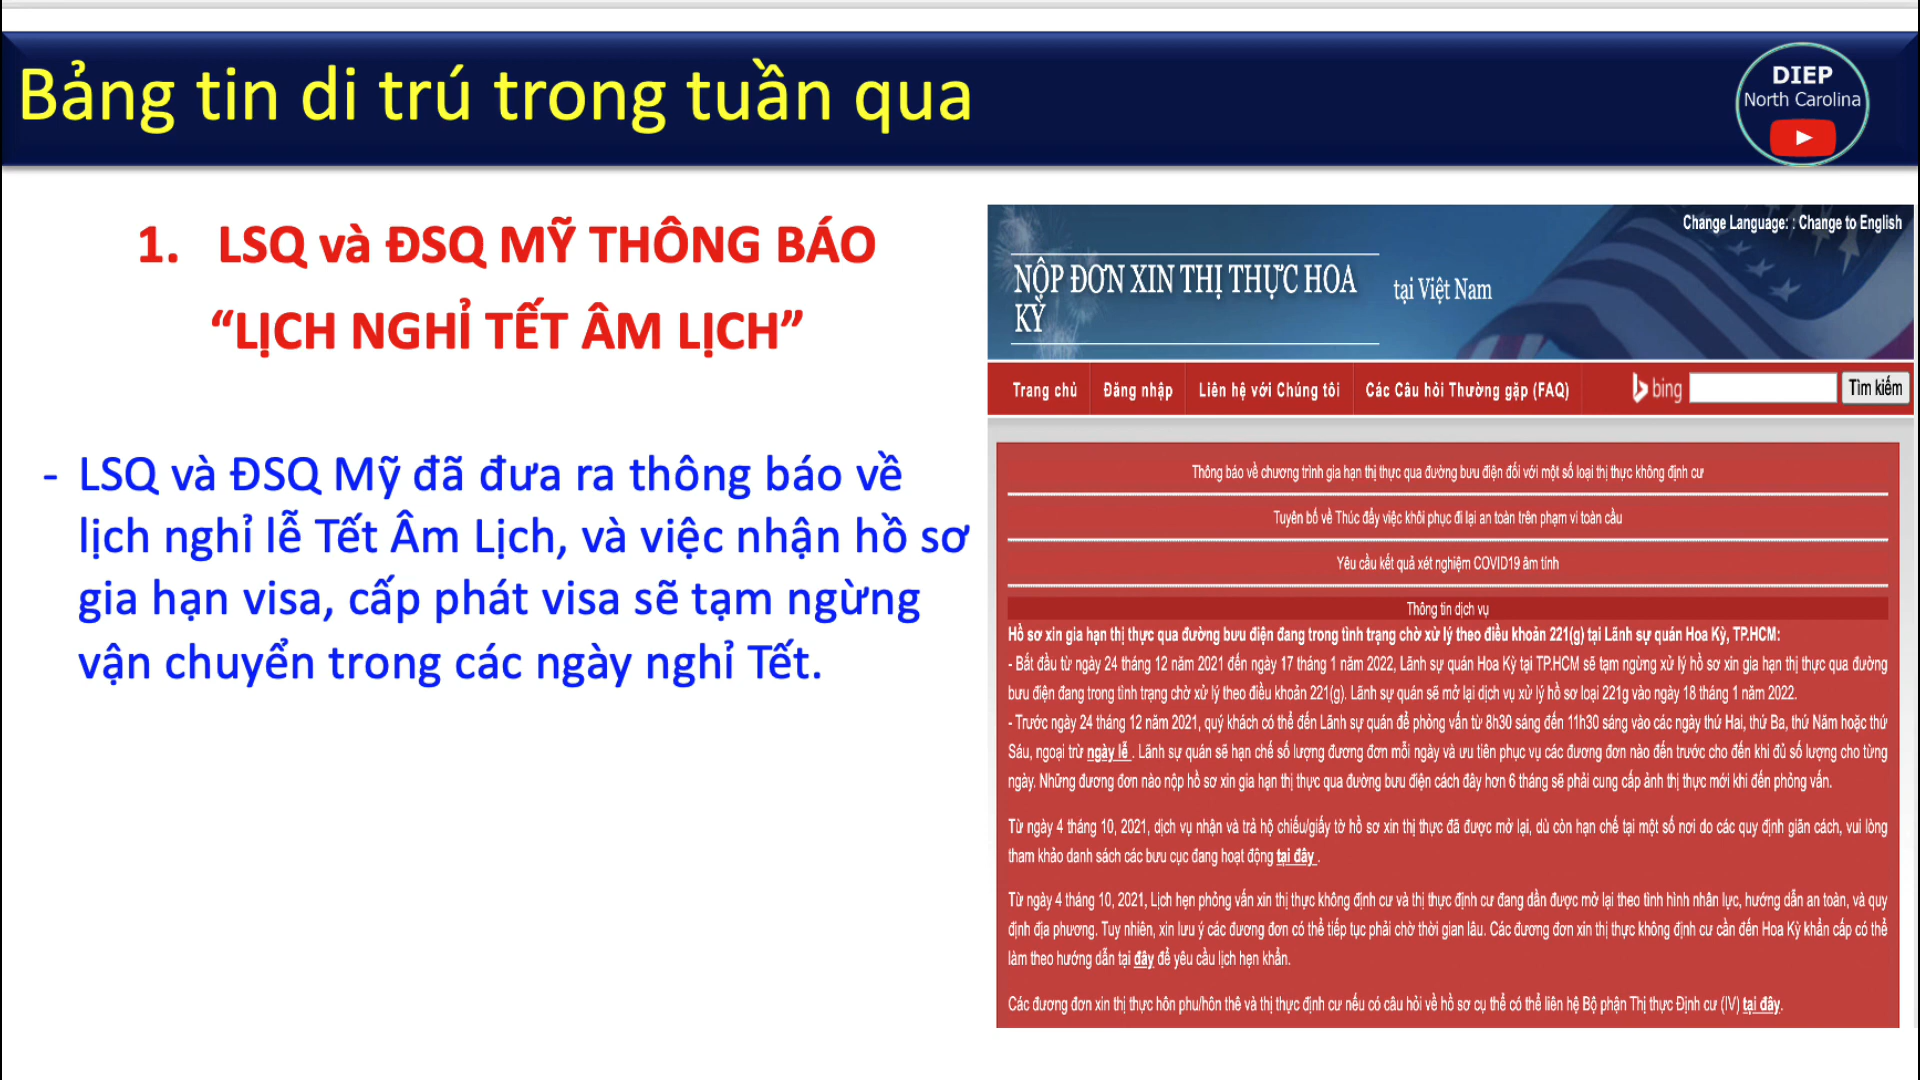 Bảng tin di trú trong tuần qua
DIEP
North Carolina
1. LSQ và ĐSQ MỸ THÔNG BÁO
“LỊCH NGHỈ TẾT ÂM LỊCH”
- LSQ và ĐSQ Mỹ đã đưa ra thông báo về
lịch nghỉ lễ Tết Âm Lịch, và việc nhận hồ sơ
gia hạn visa, cấp phát visa sẽ tạm ngừng
vận chuyển trong các ngày nghỉ Tết.
Change Language: : Change to English
NỘP ĐƠN XIN THỊ THỰC HOA
KỲ
tại Việt Nam
Trang chủ Đăng nhập Liên hệ với Chúng tôi Các Câu hỏi Thường gặp (FAQ) bing Tìm kiếm
Thông báo về chương trình gia hạn thị thực qua đường bưu điện đối với một số loại thị thực không định cư
Tuyên bố về Thúc đẩy việc khôi phục đi lại an toàn trên phạm vi toàn cầu
Yêu cầu kết quả xét nghiệm COVID19 âm tính
Thông tin dịch vụ
Hồ sơ xin gia hạn thị thực qua đường bưu điện đang trong tình trạng chờ xử lý theo điều khoản 221(g) tại Lãnh sự quán Hoa Kỳ, TP.HCM:
- Bắt đầu từ ngày 24 tháng 12 năm 2021 đến ngày 17 tháng 1 năm 2022, Lãnh sự quán Hoa Kỳ tại TP.HCM sẽ tạm ngừng xử lý hồ sơ xin gia hạn thị thực qua đường
bưu điện đang trong tình trạng chờ xử lý theo điều khoản 221(g). Lãnh sự quán sẽ mở lại dịch vụ xử lý hồ sơ loại 221g vào ngày 18 tháng 1 năm 2022.
- Trước ngày 24 tháng 12 năm 2021, quý khách có thể đến Lãnh sự quán để phỏng vấn từ 8h30 sáng đến 11h30 sáng vào các ngày thứ Hai, thứ Ba, thứ Năm hoặc thứ
Sáu, ngoại trừ ngày lễ . Lãnh sự quán sẽ hạn chế số lượng đương đơn mỗi ngày và ưu tiên phục vụ các đương đơn nào đến trước cho đến khi đủ số lượng cho từng
ngày. Những đương đơn nào nộp hồ sơ xin gia hạn thị thực qua đường bưu điện cách đây hơn 6 tháng sẽ phải cung cấp ảnh thị thực mới khi đến phỏng vấn.
Từ ngày 4 tháng 10, 2021, dịch vụ nhận và trả hộ chiếu/giấy tờ hồ sơ xin thị thực đã được mở lại, dù còn hạn chế tại một số nơi do các quy định giãn cách, vui lòng
tham khảo danh sách các bưu cục đang hoạt động tại đây .
Từ ngày 4 tháng 10, 2021, Lịch hẹn phỏng vấn xin thị thực không định cư và thị thực định cư đang dần được mở lại theo tình hình nhân lực, hướng dẫn an toàn, và quy
định địa phương. Tuy nhiên, xin lưu ý các đương đơn có thể tiếp tục phải chờ thời gian lâu. Các đương đơn xin thị thực không định cư cần đến Hoa Kỳ khẩn cấp có thể
làm theo hướng dẫn tại đây để yêu cầu lịch hẹn khẩn.
Các đương đơn xin thị thực hôn phu/hôn thê và thị thực định cư nếu có câu hỏi về hồ sơ cụ thể có thể liên hệ Bộ phận Thị thực Định cư (IV) tại đây.